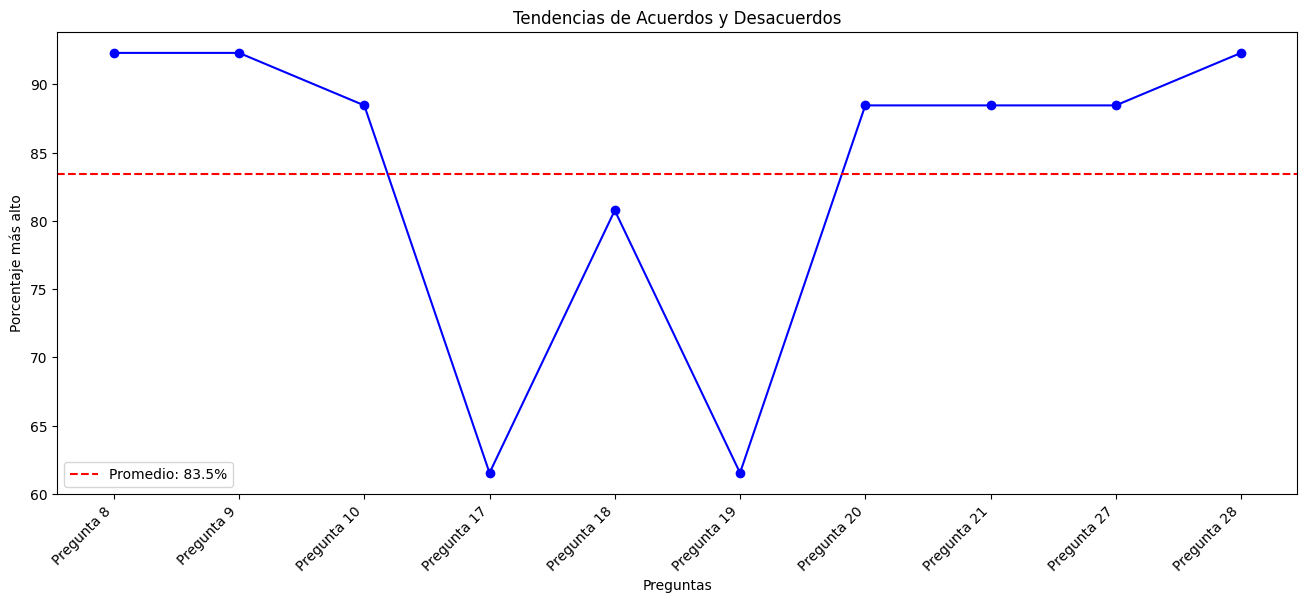 Tendencias de Acuerdos y Desacuerdos
Porcentaje más alto
90
85
80
75
70
65
60
Promedio: 83.5%
Pregunta 8
Pregunta 9
Pregunta 10
Pregunta 17
Pregunta 18
Pregunta 19
Pregunta 20
Pregunta 21
Pregunta 27
Pregunta 28
Preguntas